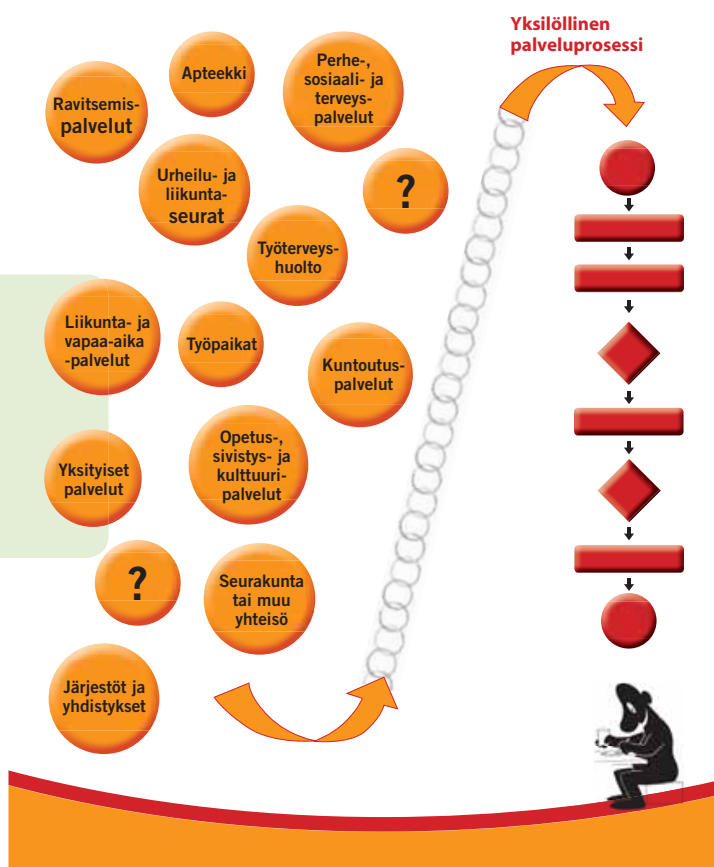 Yksilöllinen
palveluprosessi
Apteekki
Perhe-,
sosiaali- ja
terveys-
palvelut
Ravitsemis-
palvelut
Urheilu- ja
liikunta-
seurat
?
Työterveys-
huolto
Liikunta- ja
vapaa-aika
-palvelut
Työpaikat
Kuntoutus-
palvelut
Opetus-,
sivistys- ja
kulttuuri-
palvelut
Yksityiset
palvelut
?
Seurakunta
tai muu
yhteisö
Järjestöt ja
yhdistykset